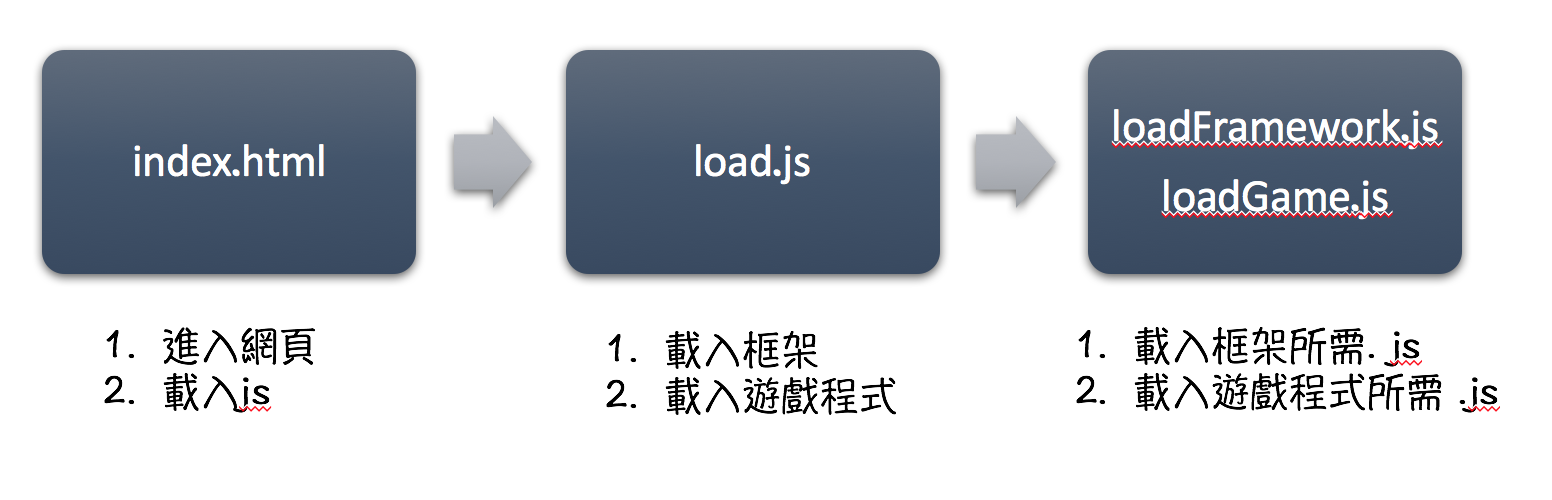 index.html
load.js
loadFramework.js
loadGame.js
1. 進入網頁
2. 載入js
1. 載入框架
2. 載入遊戲程式
1. 載入框架所需. js
2. 載入遊戲程式所需 .js